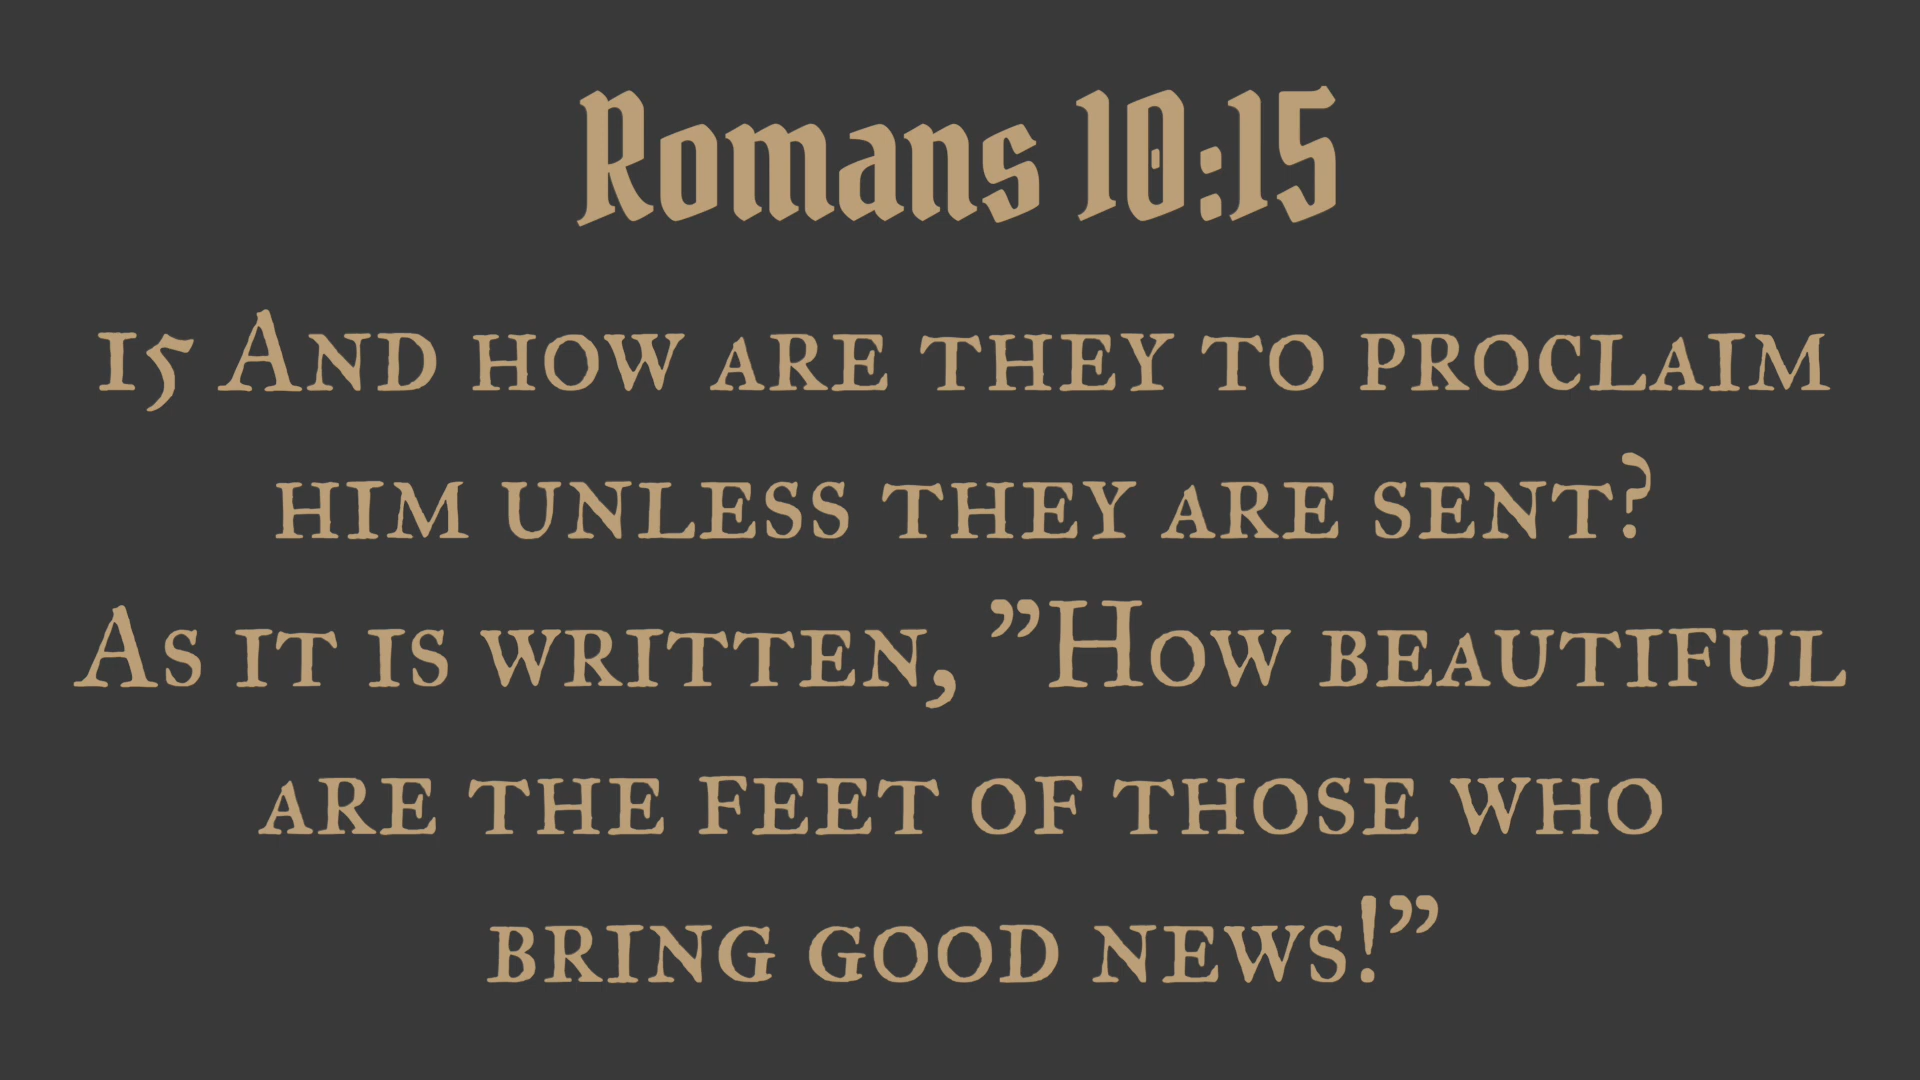 Romans 10:15
15 And how are they to proclaim
him unless they are sent?
As it is written, ”How beautiful
are the feet of those who
bring good news!”